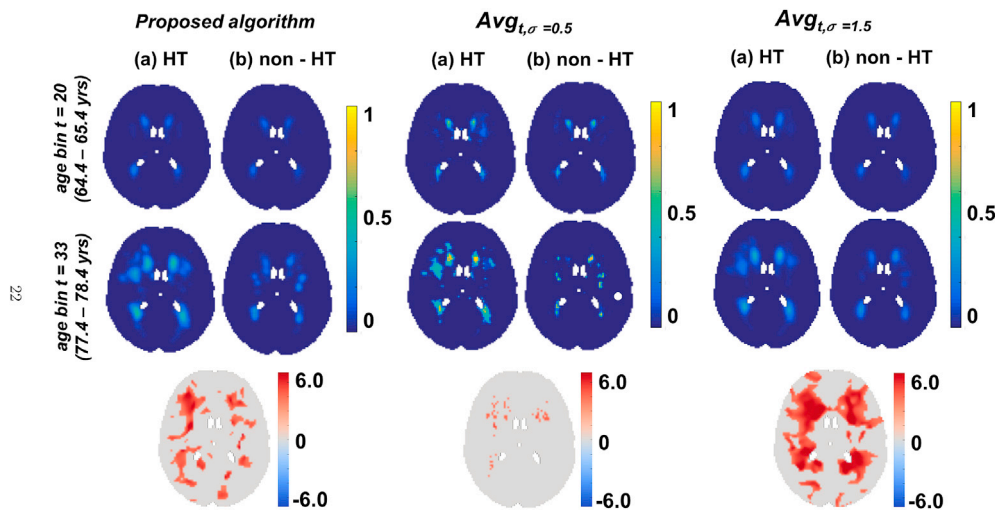 Proposed algorithm
Avg t,σ =0.5
Avg t,σ =1.5
(a) HT
(b) non - HT
(a) HT
(b) non - HT
(a) HT
(b) non - HT
age bin t = 20
(64.4 – 65.4 yrs)
1
0.5
0
1
0.5
0
1
0.5
0
age bin t = 33
(77.4 – 78.4 yrs)
22
6.0
0
-6.0
6.0
0
-6.0
6.0
0
-6.0